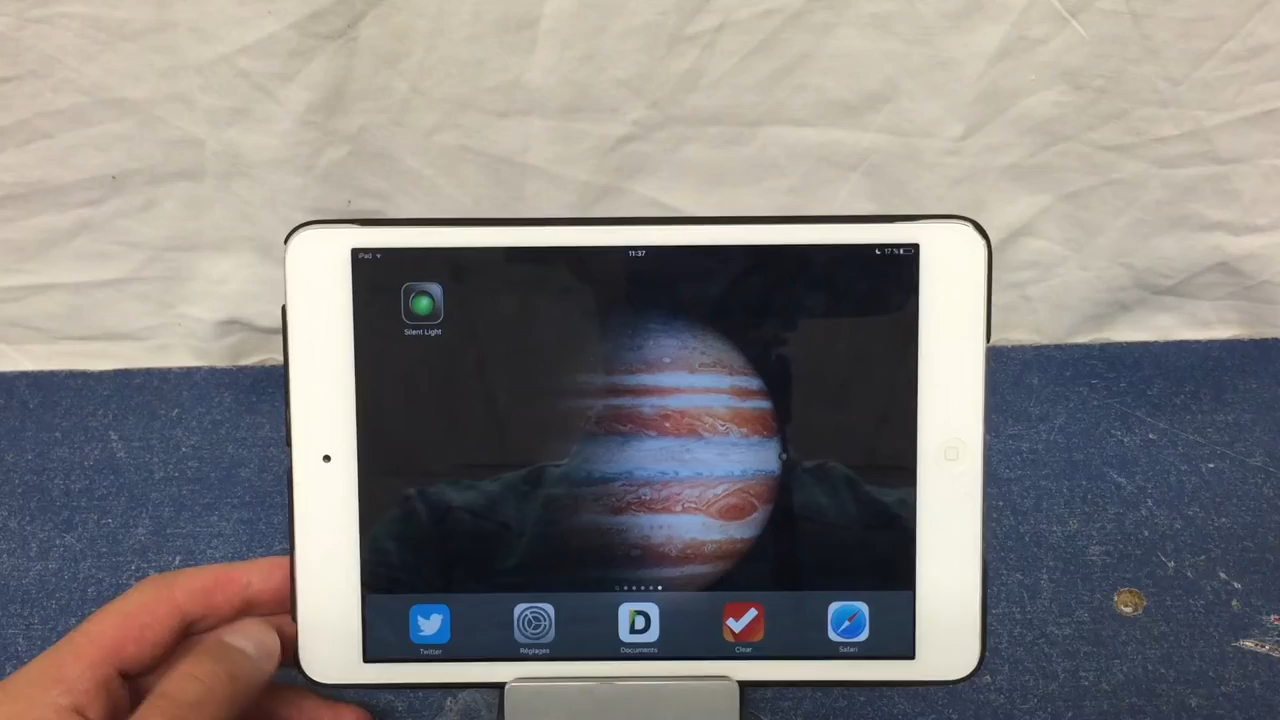 iPad 11:37 17 %
Silent Light
Twitter Réglages Documents Clear Safari